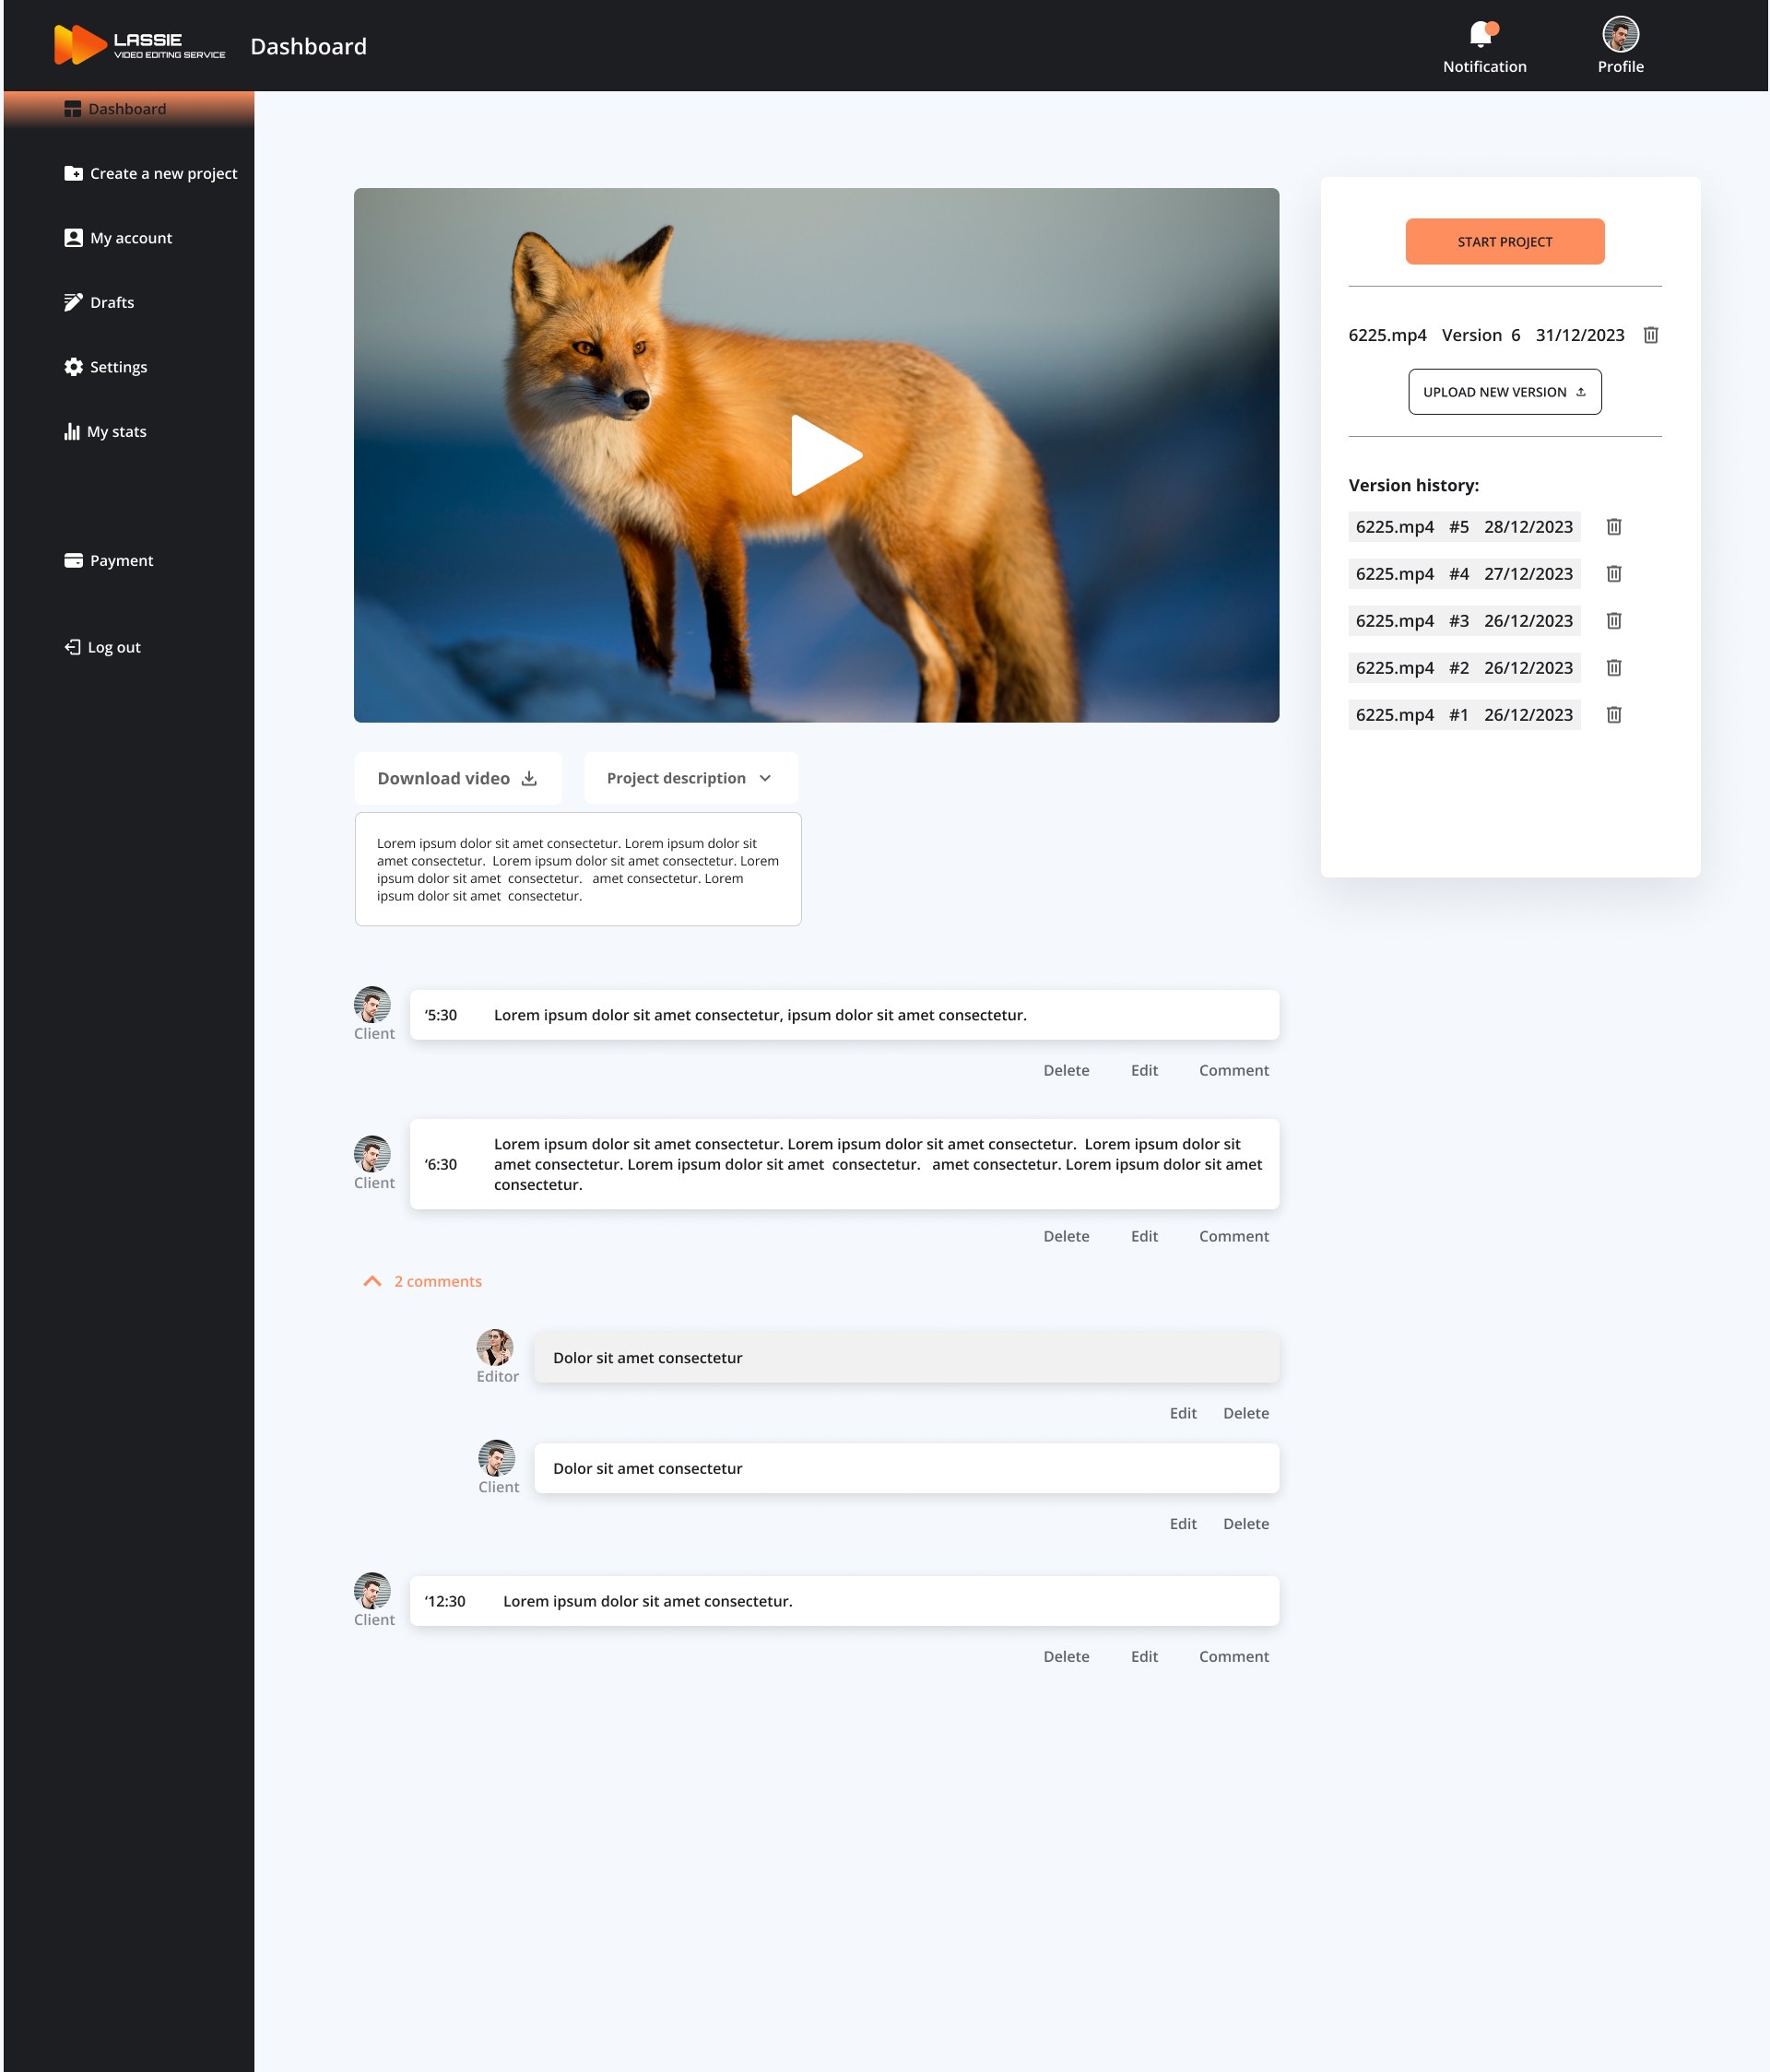 LASSIE
VIDEO EDITING SERVICE
Dashboard
Notification
Profile
Dashboard
Create a new project
My account
Drafts
Settings
My stats
Payment
Log out
START PROJECT
6225.mp4 Version 6 31/12/2023
UPLOAD NEW VERSION
Version history:
6225.mp4 #5 28/12/2023
6225.mp4 #4 27/12/2023
6225.mp4 #3 26/12/2023
6225.mp4 #2 26/12/2023
6225.mp4 #1 26/12/2023
Download video
Project description
Lorem ipsum dolor sit amet consectetur. Lorem ipsum dolor sit
amet consectetur. Lorem ipsum dolor sit amet consectetur. Lorem
ipsum dolor sit amet consectetur. amet consectetur. Lorem
ipsum dolor sit amet consectetur.
Client
‘5:30 Lorem ipsum dolor sit amet consectetur, ipsum dolor sit amet consectetur.
Delete Edit Comment
Client
‘6:30
Lorem ipsum dolor sit amet consectetur. Lorem ipsum dolor sit amet consectetur. Lorem ipsum dolor sit
amet consectetur. Lorem ipsum dolor sit amet consectetur. amet consectetur. Lorem ipsum dolor sit amet
consectetur.
Delete Edit Comment
2 comments
Editor
Dolor sit amet consectetur
Edit Delete
Client
Dolor sit amet consectetur
Edit Delete
Client
‘12:30 Lorem ipsum dolor sit amet consectetur.
Delete Edit Comment